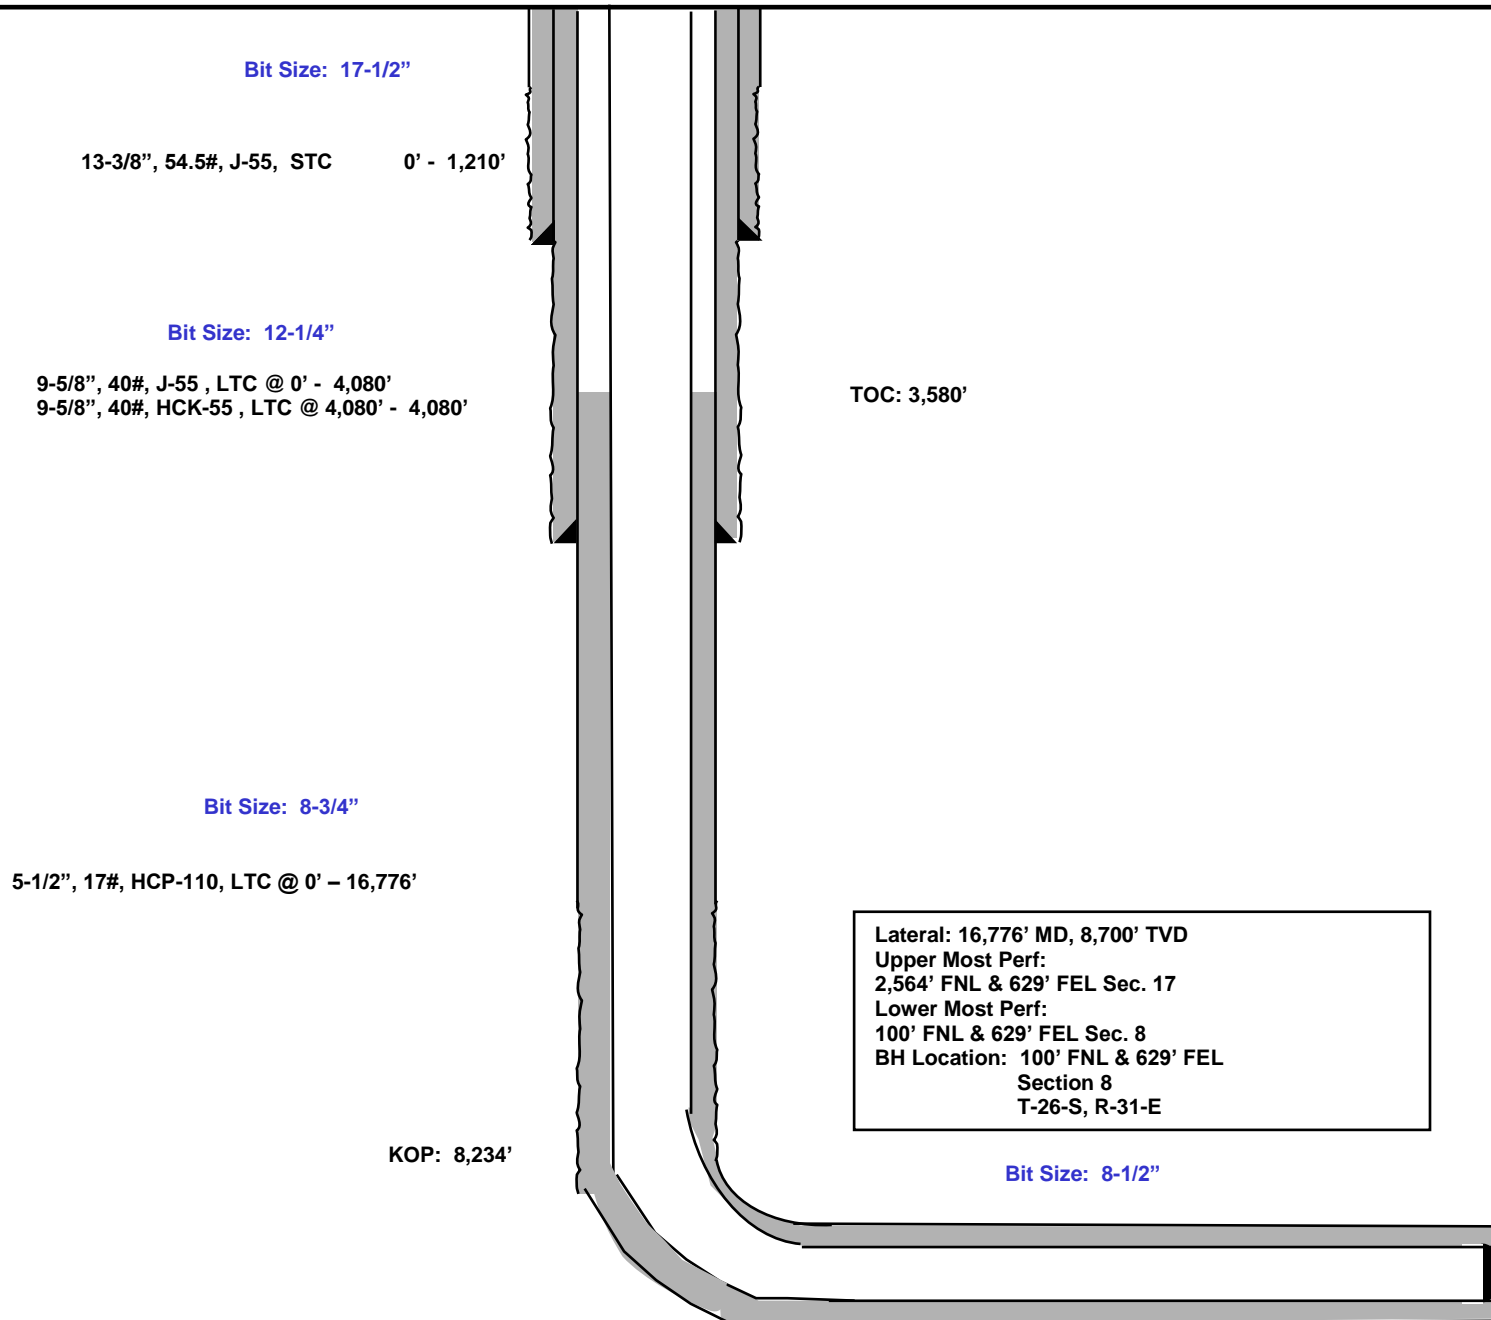 Bit Size: 17-1/2”
13-3/8”, 54.5#, J-55, STC 0’ - 1,210’
Bit Size: 12-1/4”
9-5/8”, 40#, J-55 , LTC @ 0’ - 4,080’
9-5/8”, 40#, HCK-55 , LTC @ 4,080’ - 4,080’
TOC: 3,580’
Bit Size: 8-3/4”
5-1/2”, 17#, HCP-110, LTC @ 0’ – 16,776’
Lateral: 16,776’ MD, 8,700’ TVD
Upper Most Perf:
2,564’ FNL & 629’ FEL Sec. 17
Lower Most Perf:
100’ FNL & 629’ FEL Sec. 8
BH Location: 100’ FNL & 629’ FEL
Section 8
T-26-S, R-31-E
KOP: 8,234’
Bit Size: 8-1/2”